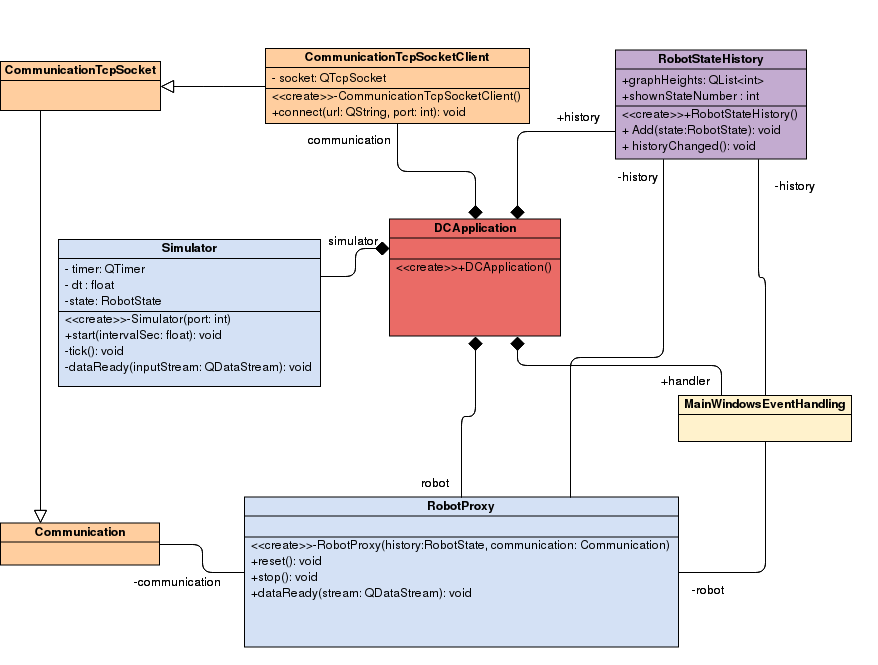 CommunicationTcpSocket
CommunicationTcpSocketClient
- socket: QTcpSocket
<<create>>-CommunicationTcpSocketClient()
+connect(url: QString, port: int): void
RobotStateHistory
+graphHeights: QList<int>
+shownStateNumber : int
<<create>>+RobotStateHistory()
+ Add(state:RobotState): void
+ historyChanged(): void
communication
+history
-history
-history
DCApplication
<<create>>+DCApplication()
simulator
Simulator
- timer: QTimer
- dt : float
-state: RobotState
<<create>>-Simulator(port: int)
+start(intervalSec: float): void
-tick(): void
-dataReady(inputStream: QDataStream): void
+handler
MainWindowsEventHandling
robot
RobotProxy
<<create>>-RobotProxy(history:RobotState, communication: Communication)
+reset(): void
+stop(): void
+dataReady(stream: QDataStream): void
Communication
-communication
-robot